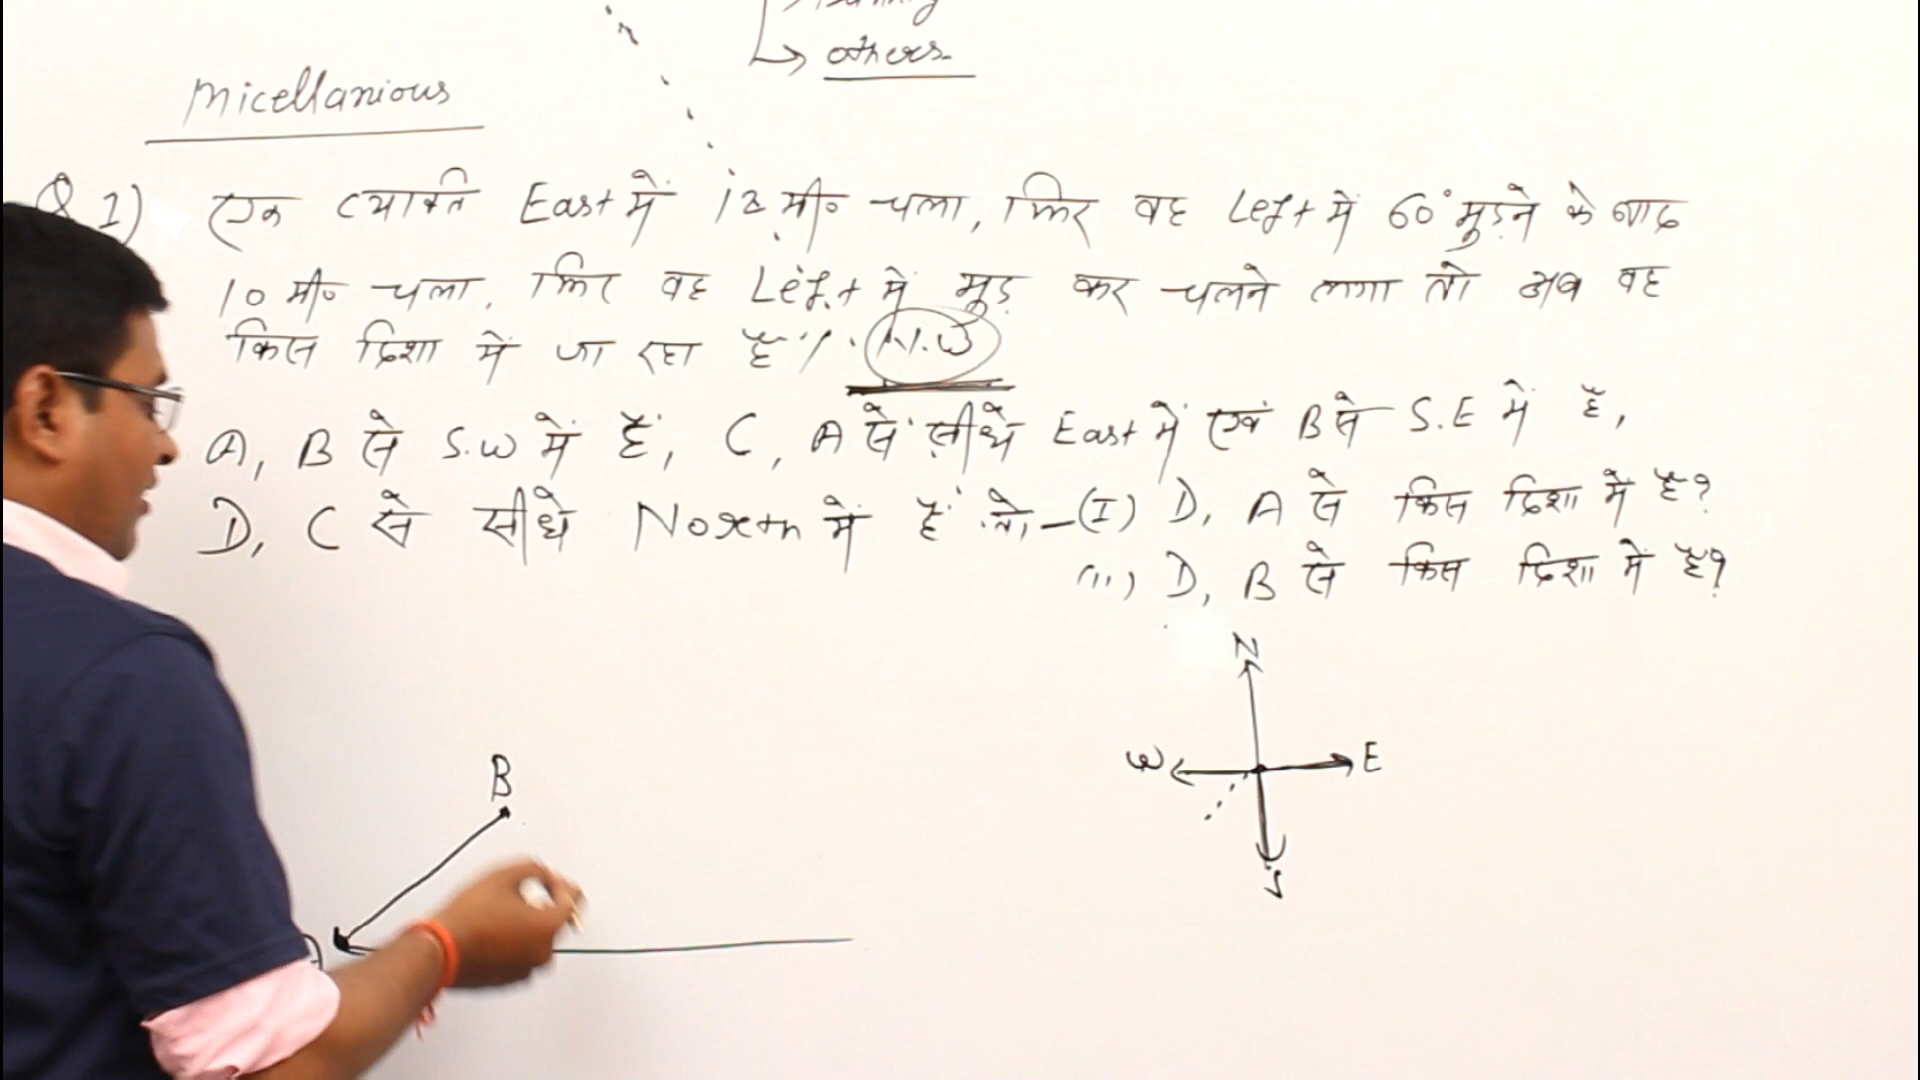 → others
Micellanious
Q 1) एक व्यक्ति East में 12 मी० चला, फिर वह Left में 60° मुड़ने के बाद
10 मी० चला, फिर वह Left में मुड़ कर चलने लगा तो अब वह
किस दिशा में जा रहा है? N.W
A, B से S.W में है, C, A से सीधे East में एवं B से S.E में है,
D, C से सीधे North में है तो - (I) D, A से किस दिशा में है?
(ii) D, B से किस दिशा में है?
N
W E
S
B